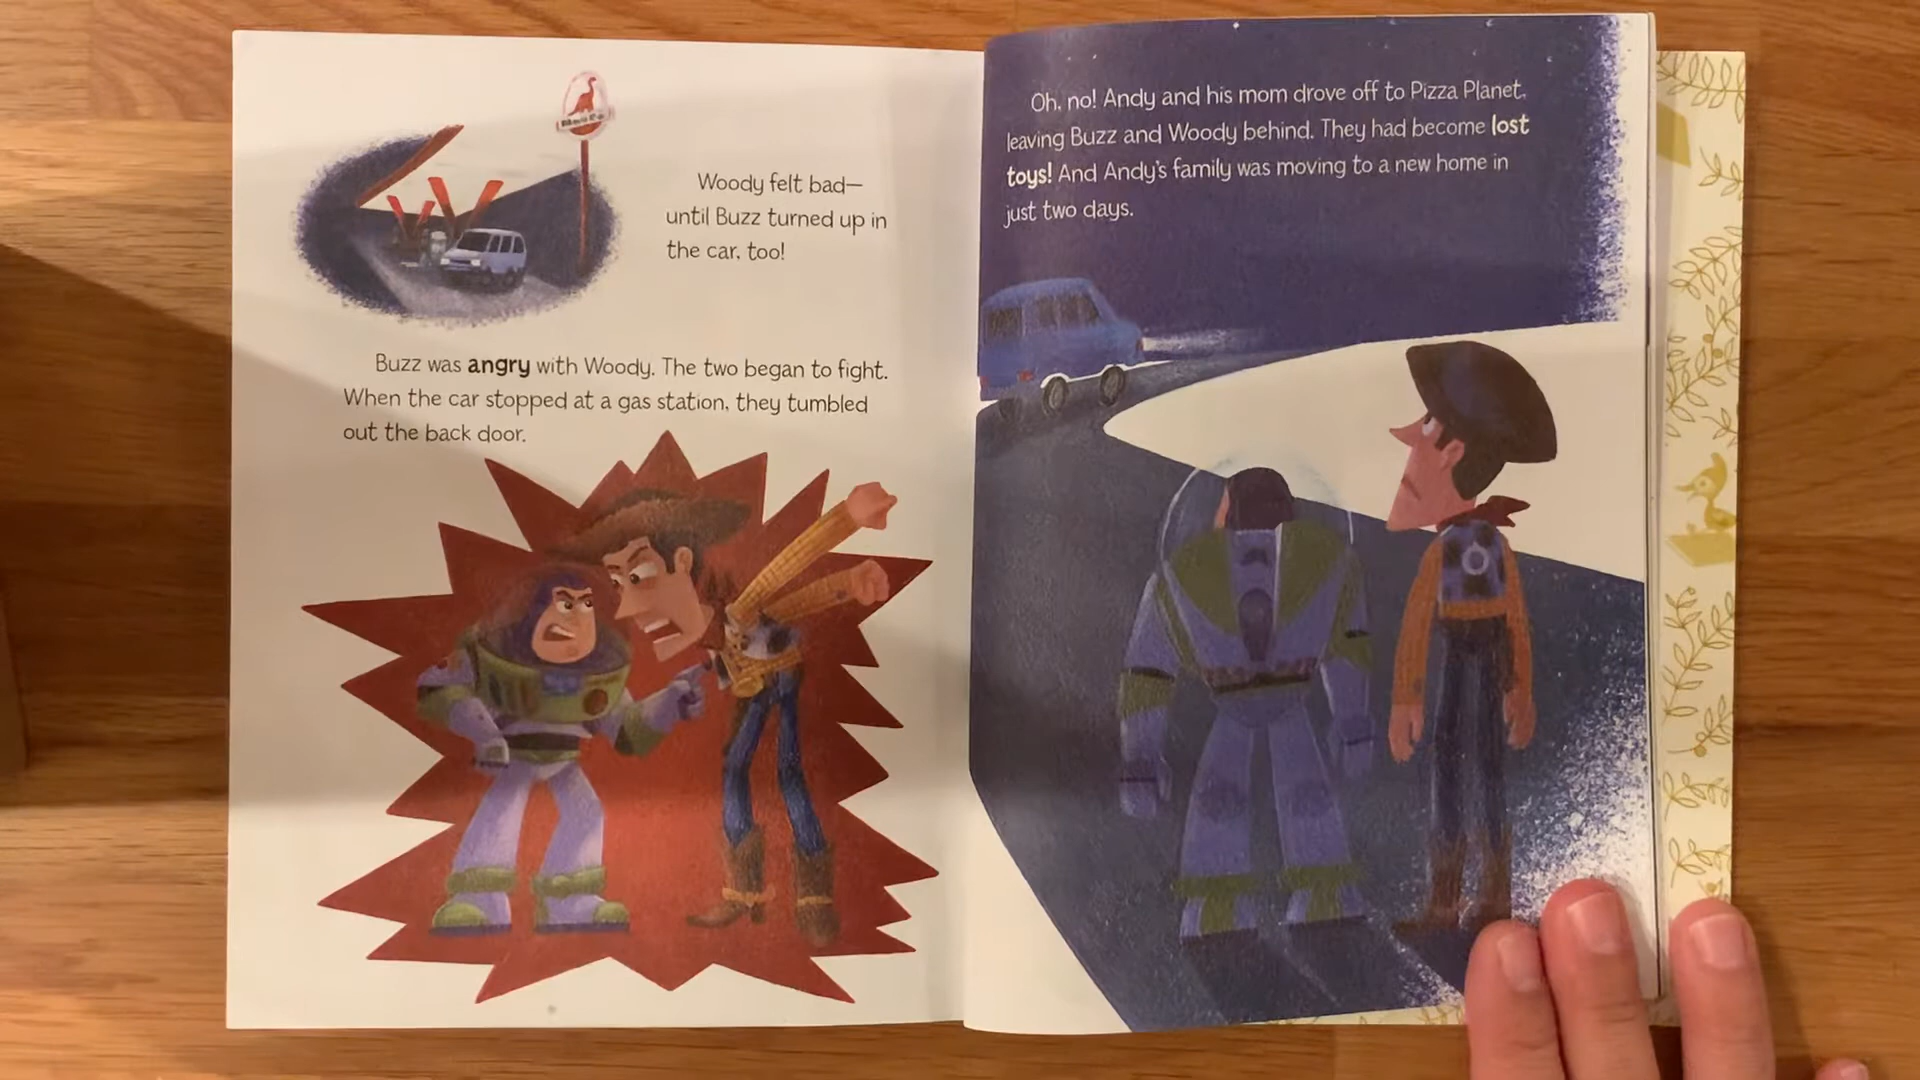 Woody felt bad—
until Buzz turned up in
the car, too!
Buzz was angry with Woody. The two began to fight.
When the car stopped at a gas station, they tumbled
out the back door.
Oh, no! Andy and his mom drove off to Pizza Planet,
leaving Buzz and Woody behind. They had become lost
toys! And Andy's family was moving to a new home in
just two days.